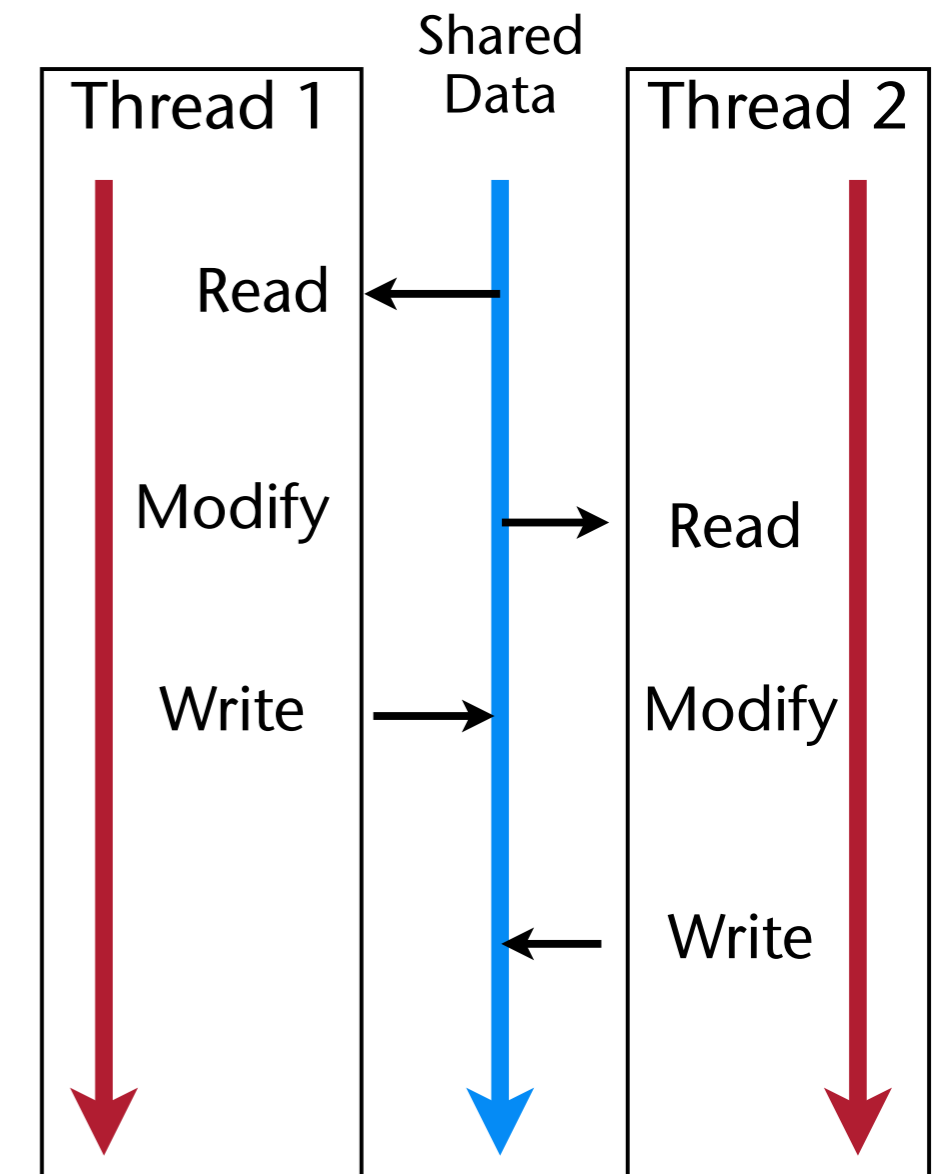 Shared
Data
Thread 1
Thread 2
Read
Modify
Read
Write
Modify
Write